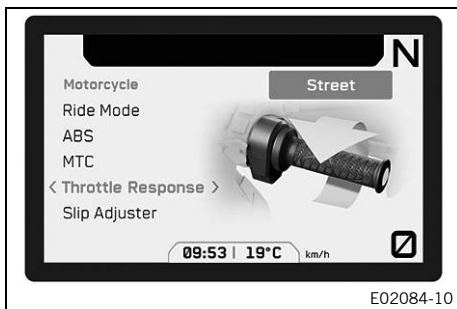 N
Motorcycle
Street
Ride Mode
ABS
MTC
< Throttle Response >
Slip Adjuster
09:53 | 19°C km/h
E02084-10